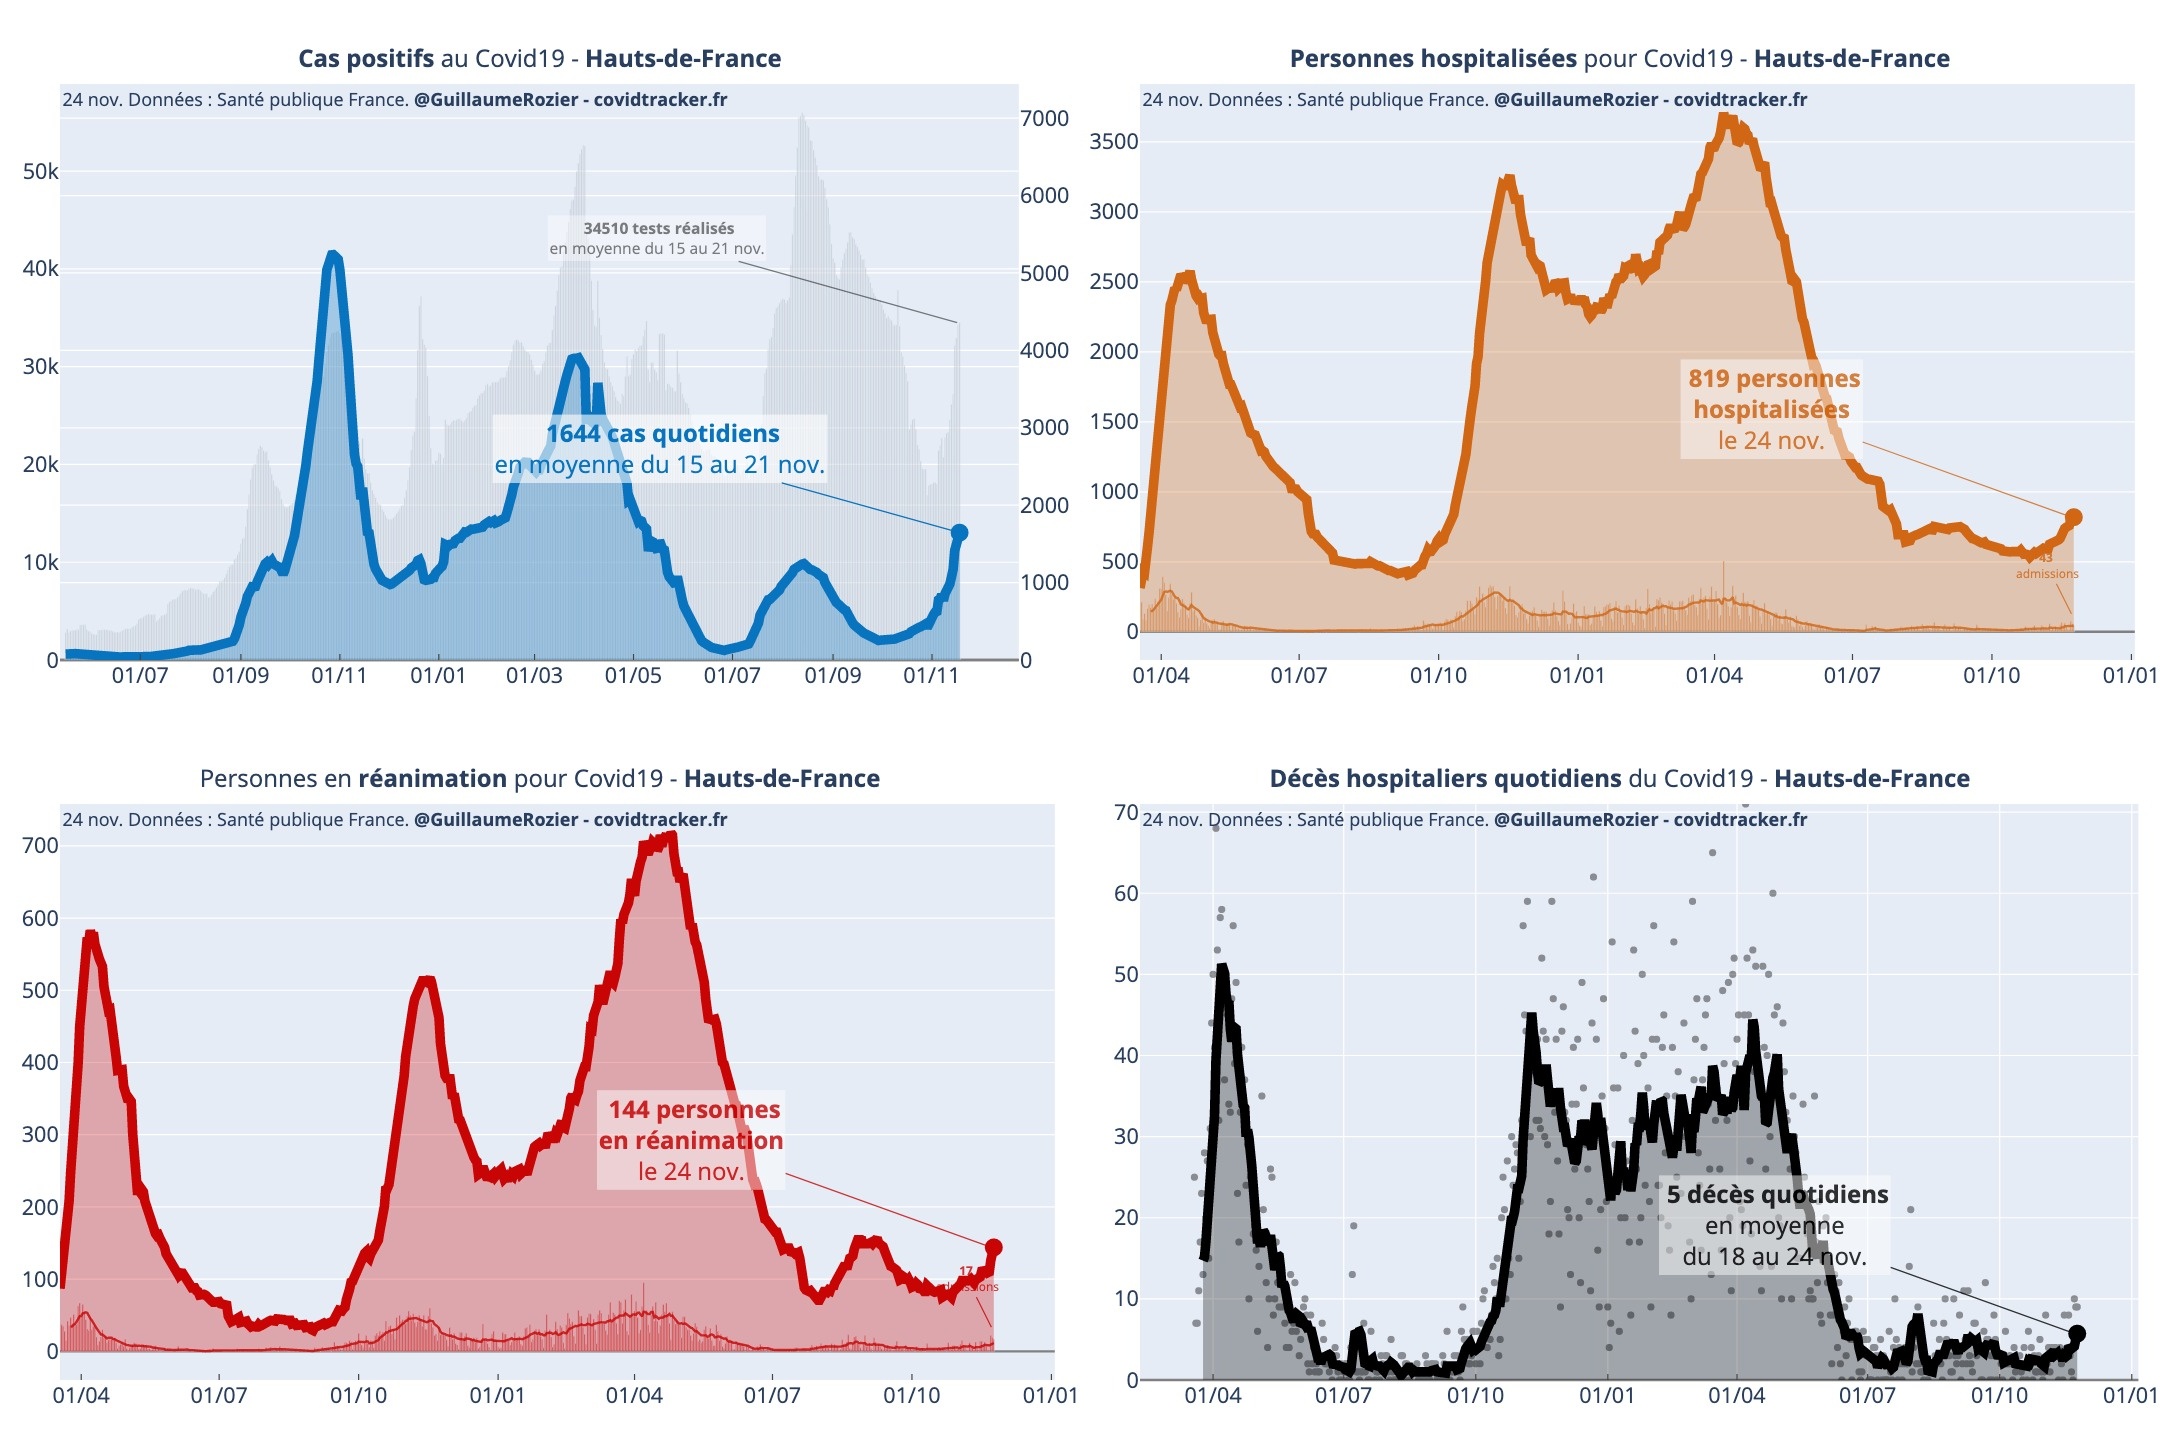 Cas positifs au Covid19 - Hauts-de-France
24 nov. Données : Santé publique France. @GuillaumeRozier - covidtracker.fr
7000
50k
6000
34510 tests réalisés
en moyenne du 15 au 21 nov.
40k
5000
30k
4000
1644 cas quotidiens
3000
en moyenne du 15 au 21 nov.
20k
2000
10k
1000
0
0
01/07 01/09 01/11 01/01 01/03 01/05 01/07 01/09 01/11
Personnes hospitalisées pour Covid19 - Hauts-de-France
24 nov. Données : Santé publique France. @GuillaumeRozier - covidtracker.fr
3500
3000
2500
2000
819 personnes
hospitalisées
le 24 nov.
1500
1000
500
43
admissions
0
01/04 01/07 01/10 01/01 01/04 01/07 01/10 01/01
Personnes en réanimation pour Covid19 - Hauts-de-France
24 nov. Données : Santé publique France. @GuillaumeRozier - covidtracker.fr
700
600
500
400
144 personnes
en réanimation
le 24 nov.
300
200
100
17
admissions
0
01/04 01/07 01/10 01/01 01/04 01/07 01/10 01/01
Décès hospitaliers quotidiens du Covid19 - Hauts-de-France
70
24 nov. Données : Santé publique France. @GuillaumeRozier - covidtracker.fr
60
50
40
30
5 décès quotidiens
en moyenne
du 18 au 24 nov.
20
10
0
01/04 01/07 01/10 01/01 01/04 01/07 01/10 01/01